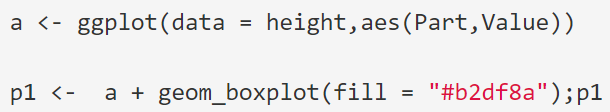 a <- ggplot(data = height,aes(Part,Value))
p1 <-  a + geom_boxplot(fill = "#b2df8a");p1